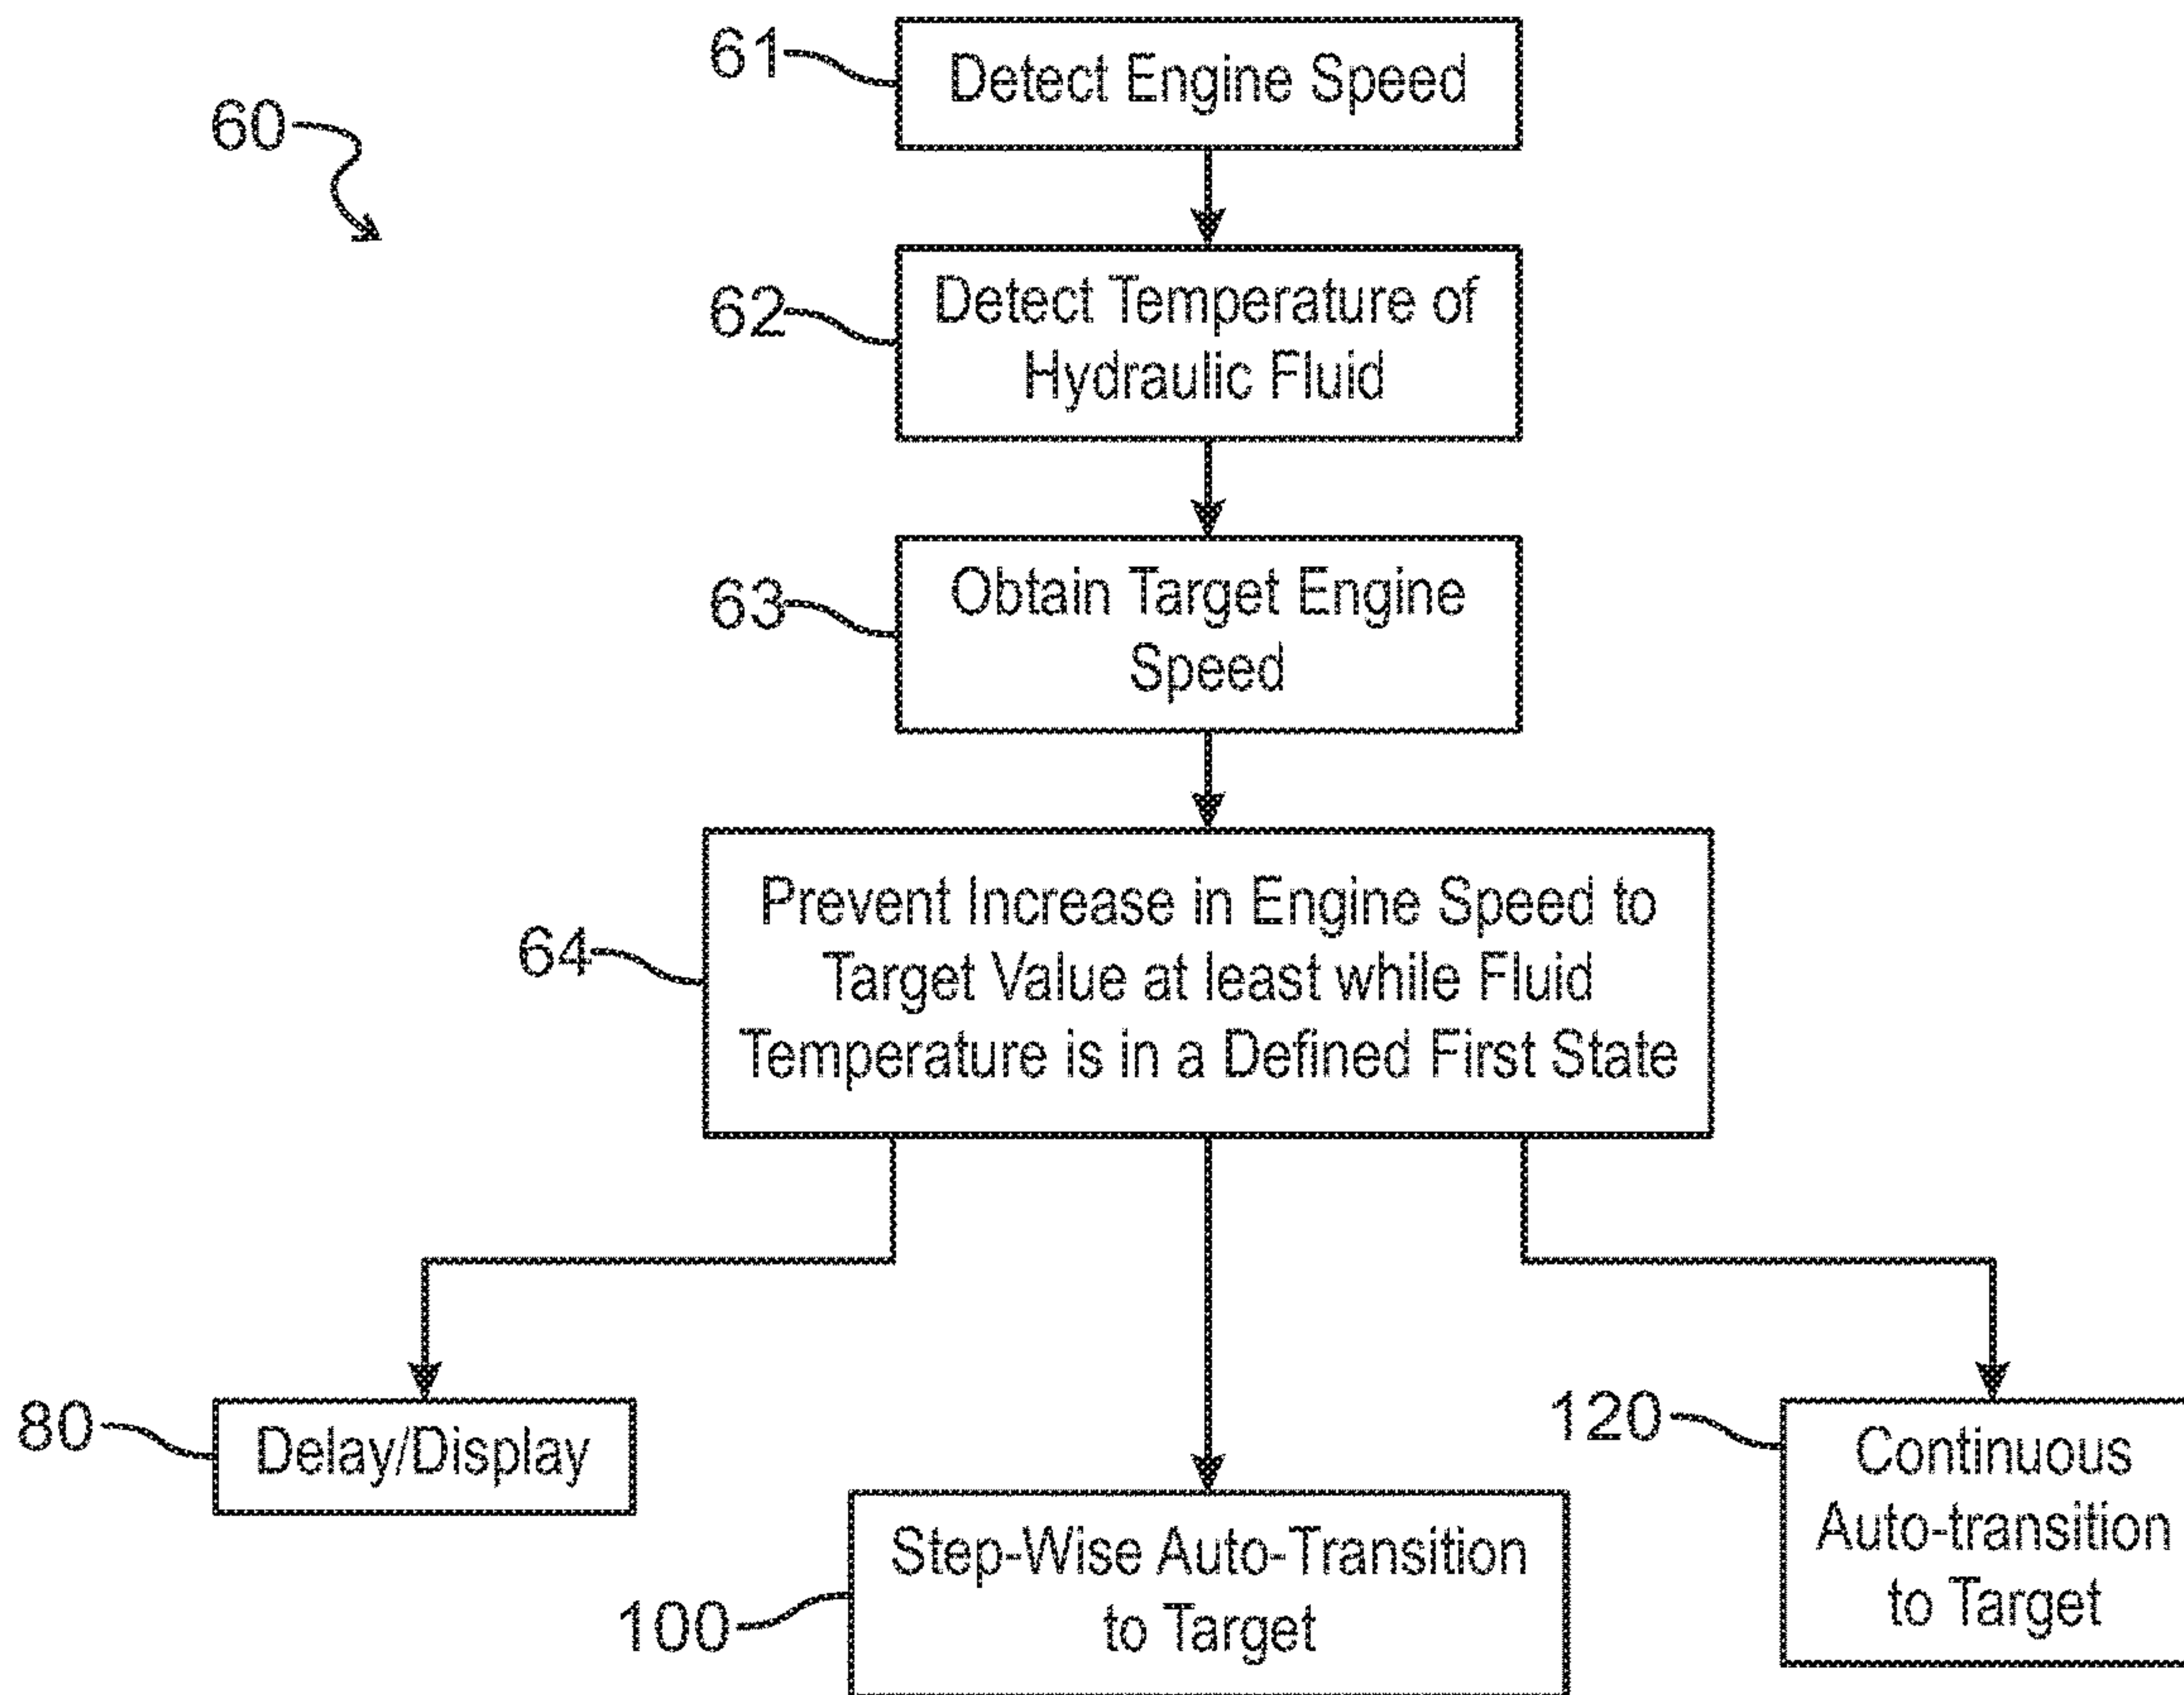 61
Detect Engine Speed
60
62
Detect Temperature of
Hydraulic Fluid
63
Obtain Target Engine
Speed
64
Prevent Increase in Engine Speed to
Target Value at least while Fluid
Temperature is in a Defined First State
80
Delay/Display
100
Step-Wise Auto-Transition
to Target
120
Continuous
Auto-transition
to Target